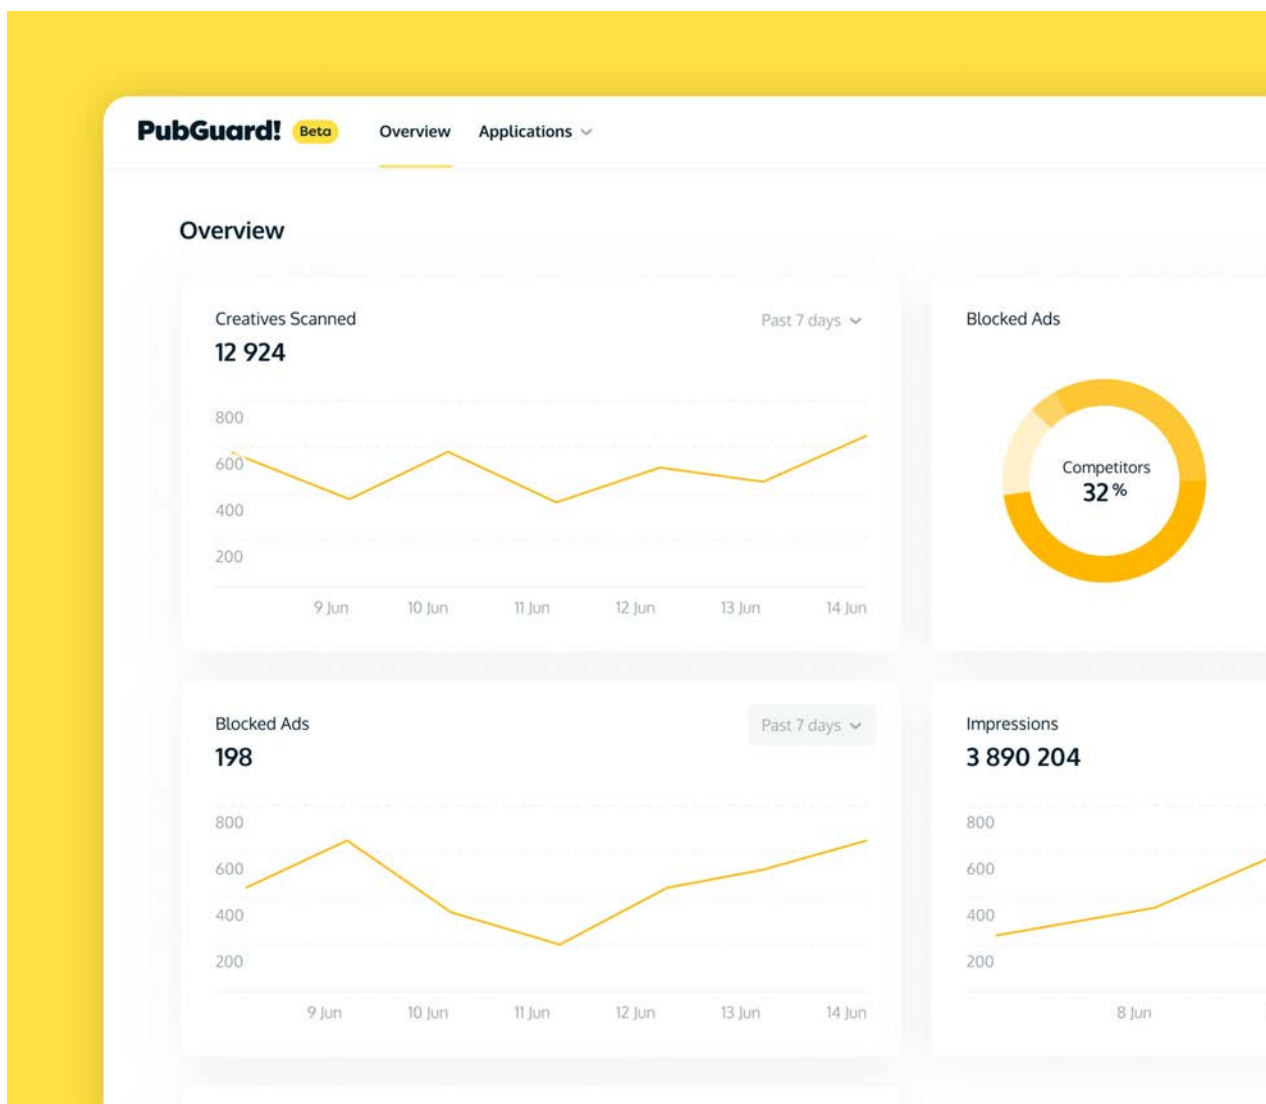 PubGuard! Beta Overview Applications
Overview
Creatives Scanned
Past 7 days
12 924
800
600
400
200
9 Jun 10 Jun 11 Jun 12 Jun 13 Jun 14 Jun
Blocked Ads
Competitors
32 %
Blocked Ads
Past 7 days
198
800
600
400
200
9 Jun 10 Jun 11 Jun 12 Jun 13 Jun 14 Jun
Impressions
3 890 204
800
600
400
200
8 Jun